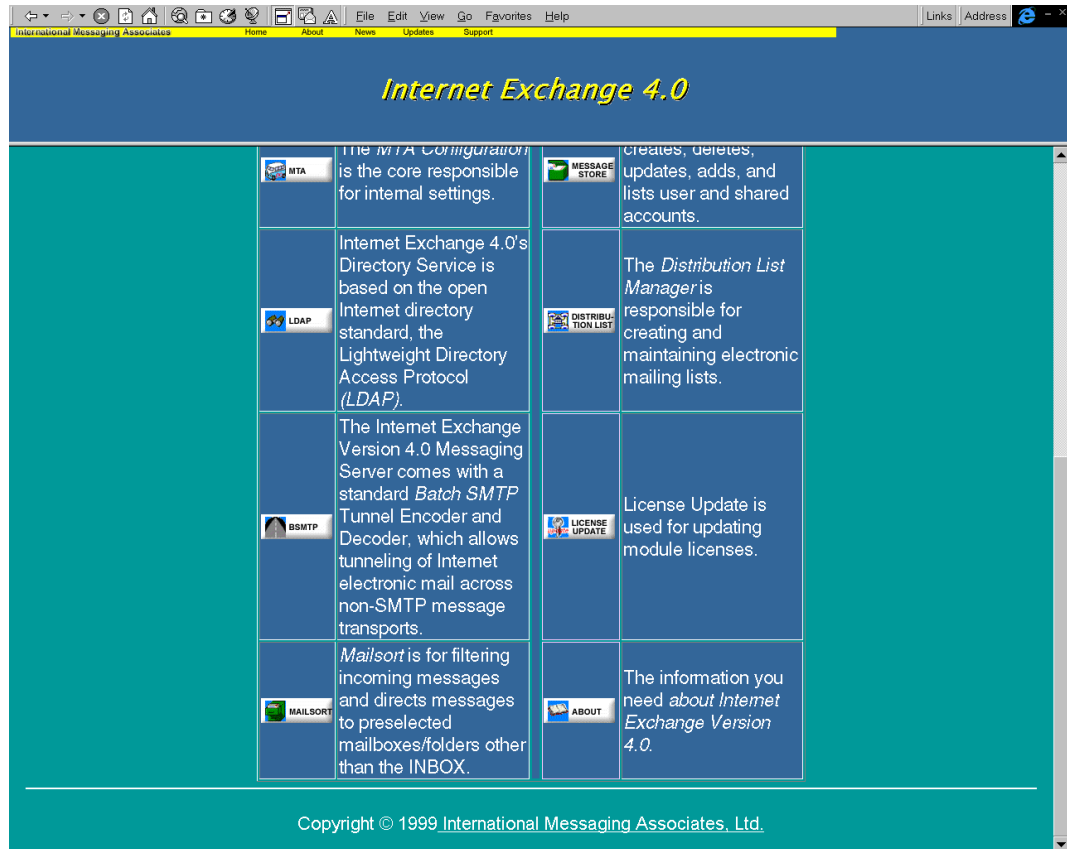 File Edit View Go Favorites Help Links Address
International Messaging Associates Home About News Updates Support
Internet Exchange 4.0
MTA
The MTA Configuration
is the core responsible
for internal settings.
MESSAGE
STORE
creates, deletes,
updates, adds, and
lists user and shared
accounts.
LDAP
Internet Exchange 4.0's
Directory Service is
based on the open
Internet directory
standard, the
Lightweight Directory
Access Protocol
(LDAP).
DISTRIBU-
TION LIST
The Distribution List
Manager is
responsible for
creating and
maintaining electronic
mailing lists.
BSMTP
The Internet Exchange
Version 4.0 Messaging
Server comes with a
standard Batch SMTP
Tunnel Encoder and
Decoder, which allows
tunneling of Internet
electronic mail across
non-SMTP message
transports.
LICENSE
UPDATE
License Update is
used for updating
module licenses.
MAILSORT
Mailsort is for filtering
incoming messages
and directs messages
to preselected
mailboxes/folders other
than the INBOX.
ABOUT
The information you
need about Internet
Exchange Version
4.0.
Copyright © 1999 International Messaging Associates, Ltd.